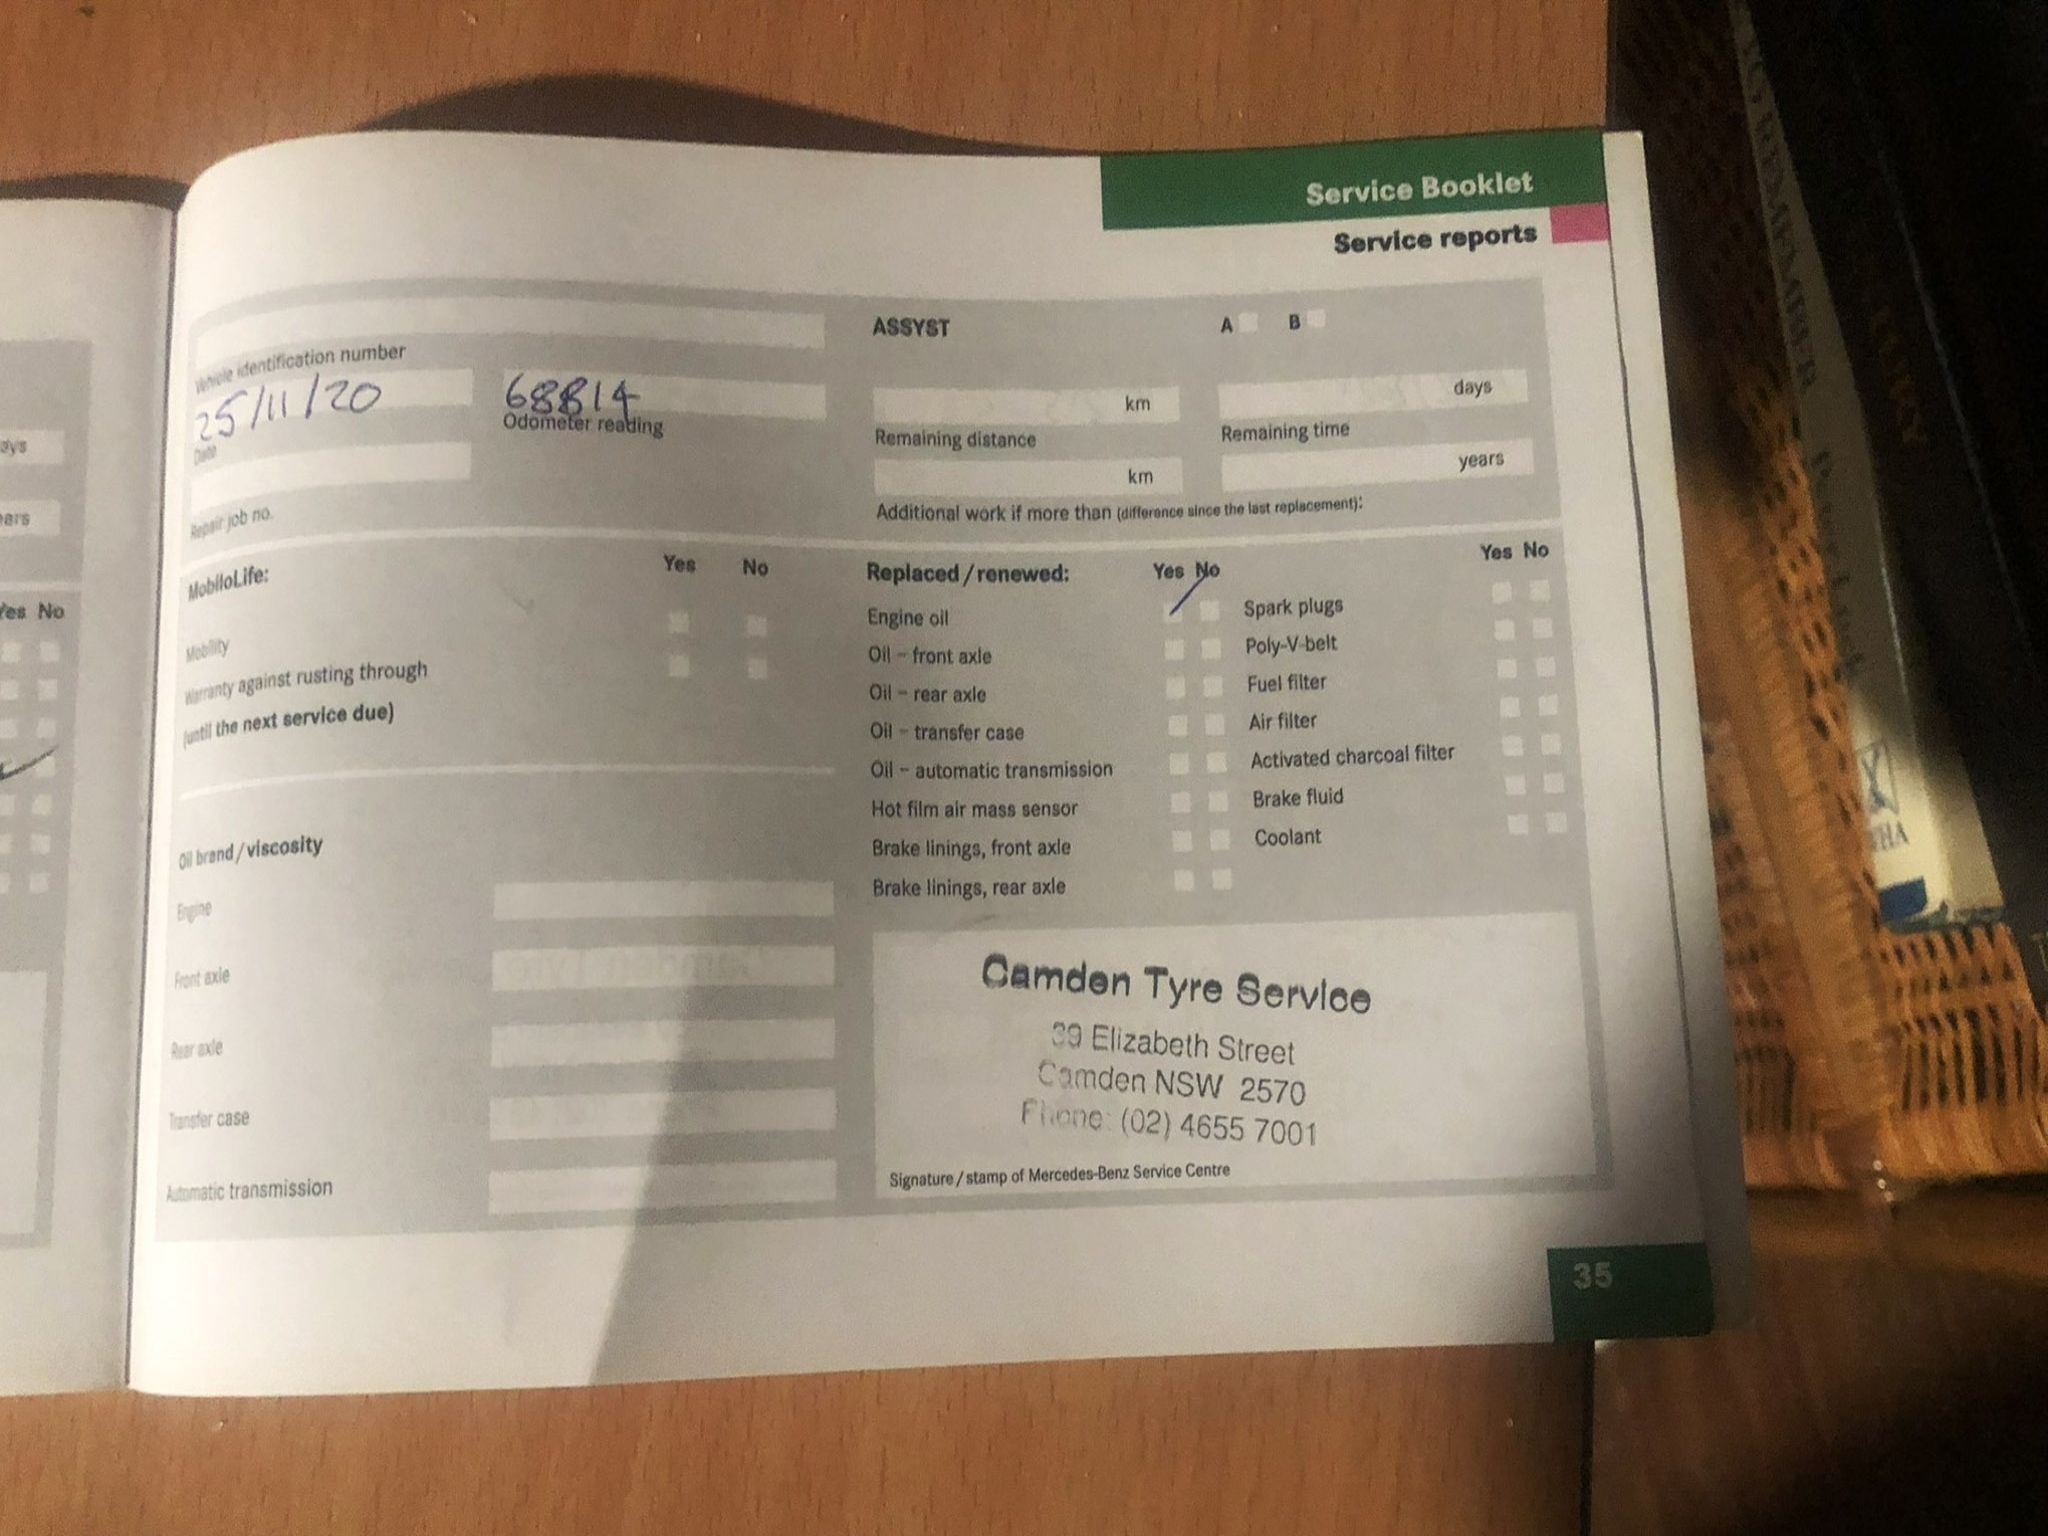 Service Booklet
Service reports
ASSYST A B
Vehicle identification number
25/11/20 68814 km days
Date Odometer reading Remaining distance Remaining time
km years
Repair job no. Additional work if more than (difference since the last replacement):
MobiloLife: Yes No
Mobility
Warranty against rusting through
(until the next service due)
Oil brand/viscosity
Engine
Front axle
Rear axle
Transfer case
Automatic transmission
Replaced/renewed: Yes No Yes No
Engine oil Spark plugs
Oil – front axle Poly-V-belt
Oil – rear axle Fuel filter
Oil – transfer case Air filter
Oil – automatic transmission Activated charcoal filter
Hot film air mass sensor Brake fluid
Brake linings, front axle Coolant
Brake linings, rear axle
Camden Tyre Service
39 Elizabeth Street
Camden NSW 2570
Phone: (02) 4655 7001
Signature/stamp of Mercedes-Benz Service Centre
35
Yes No
TO REMEMBER